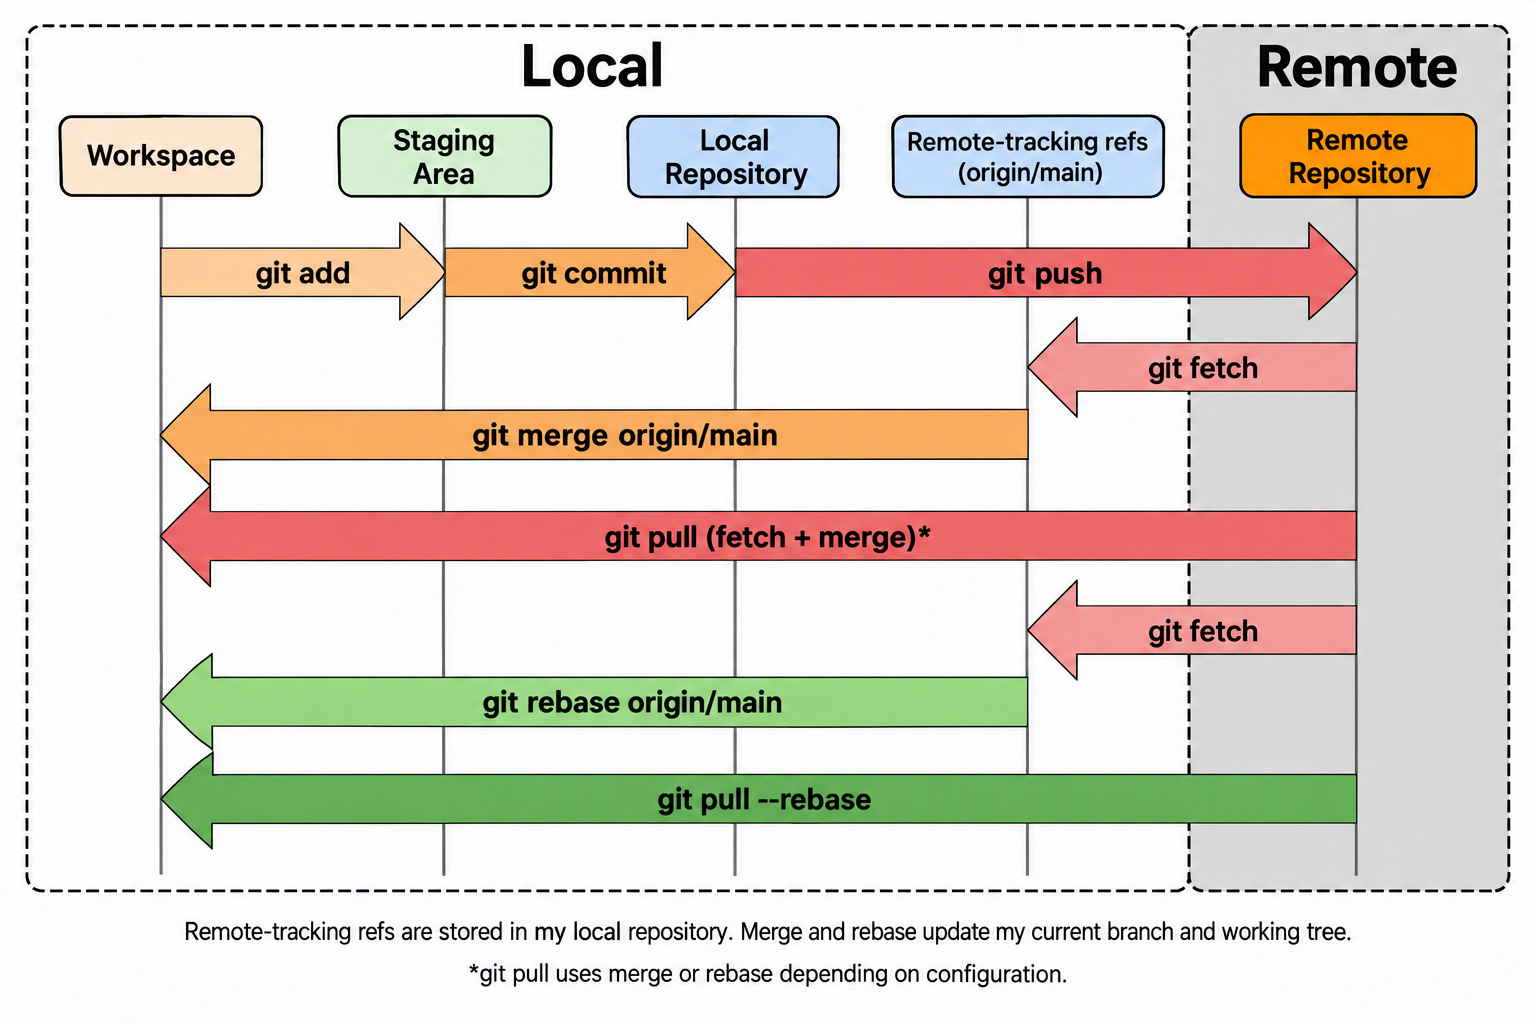 Local
Remote
Workspace
Staging
Area
Local
Repository
Remote-tracking refs
(origin/main)
Remote
Repository
git add
git commit
git push
git fetch
git merge origin/main
git pull (fetch + merge)*
git fetch
git rebase origin/main
git pull --rebase
Remote-tracking refs are stored in my local repository. Merge and rebase update my current branch and working tree.
*git pull uses merge or rebase depending on configuration.